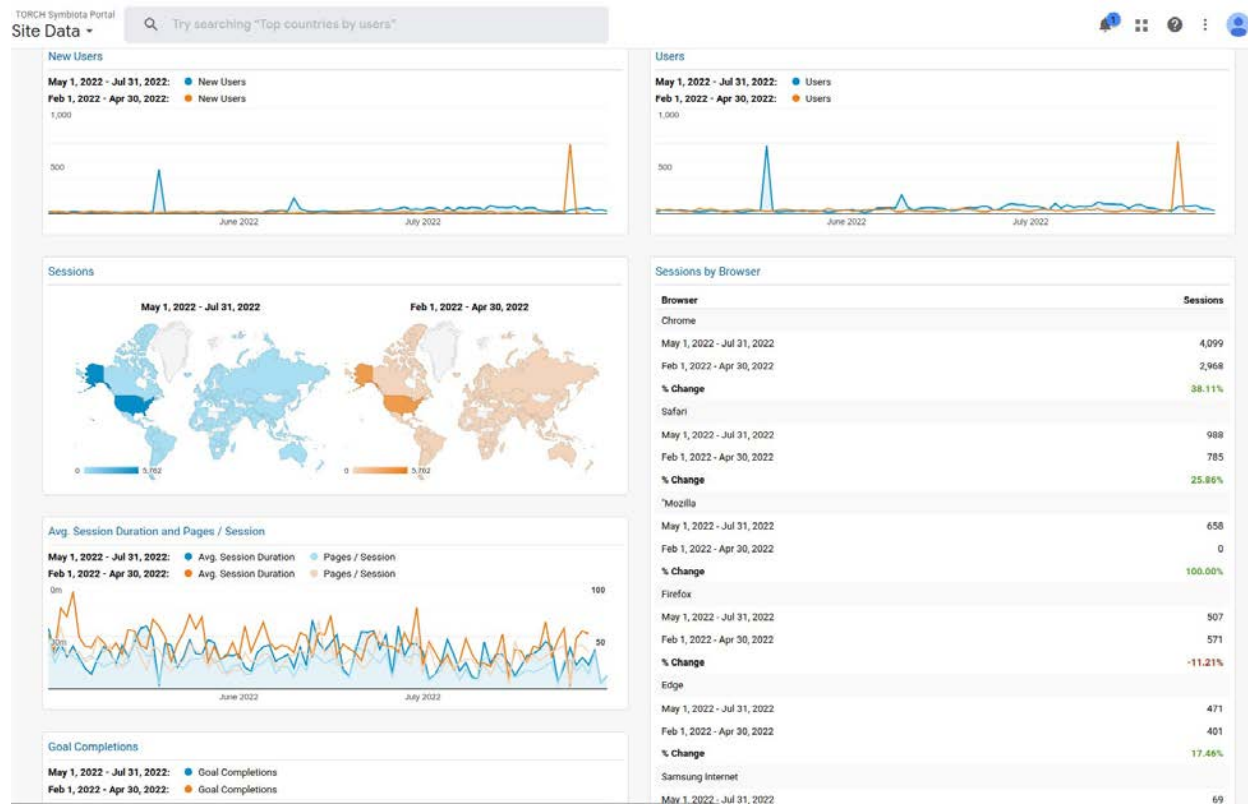 TORCH Symbiota Portal
Site Data
Try searching "Top countries by users"
1
New Users
May 1, 2022 - Jul 31, 2022: New Users
Feb 1, 2022 - Apr 30, 2022: New Users
1,000
500
June 2022 July 2022
Users
May 1, 2022 - Jul 31, 2022: Users
Feb 1, 2022 - Apr 30, 2022: Users
1,000
500
June 2022 July 2022
Sessions
May 1, 2022 - Jul 31, 2022 Feb 1, 2022 - Apr 30, 2022
0 5,762 0 5,762
Avg. Session Duration and Pages / Session
May 1, 2022 - Jul 31, 2022: Avg. Session Duration Pages / Session
Feb 1, 2022 - Apr 30, 2022: Avg. Session Duration Pages / Session
0m 100
50
June 2022 July 2022
Goal Completions
May 1, 2022 - Jul 31, 2022: Goal Completions
Feb 1, 2022 - Apr 30, 2022: Goal Completions
Sessions by Browser
Browser Sessions
Chrome
May 1, 2022 - Jul 31, 2022 4,099
Feb 1, 2022 - Apr 30, 2022 2,968
% Change 38.11%
Safari
May 1, 2022 - Jul 31, 2022 988
Feb 1, 2022 - Apr 30, 2022 785
% Change 25.86%
"Mozilla
May 1, 2022 - Jul 31, 2022 658
Feb 1, 2022 - Apr 30, 2022 0
% Change 100.00%
Firefox
May 1, 2022 - Jul 31, 2022 507
Feb 1, 2022 - Apr 30, 2022 571
% Change -11.21%
Edge
May 1, 2022 - Jul 31, 2022 471
Feb 1, 2022 - Apr 30, 2022 401
% Change 17.46%
Samsung Internet
May 1, 2022 - Jul 31, 2022 69